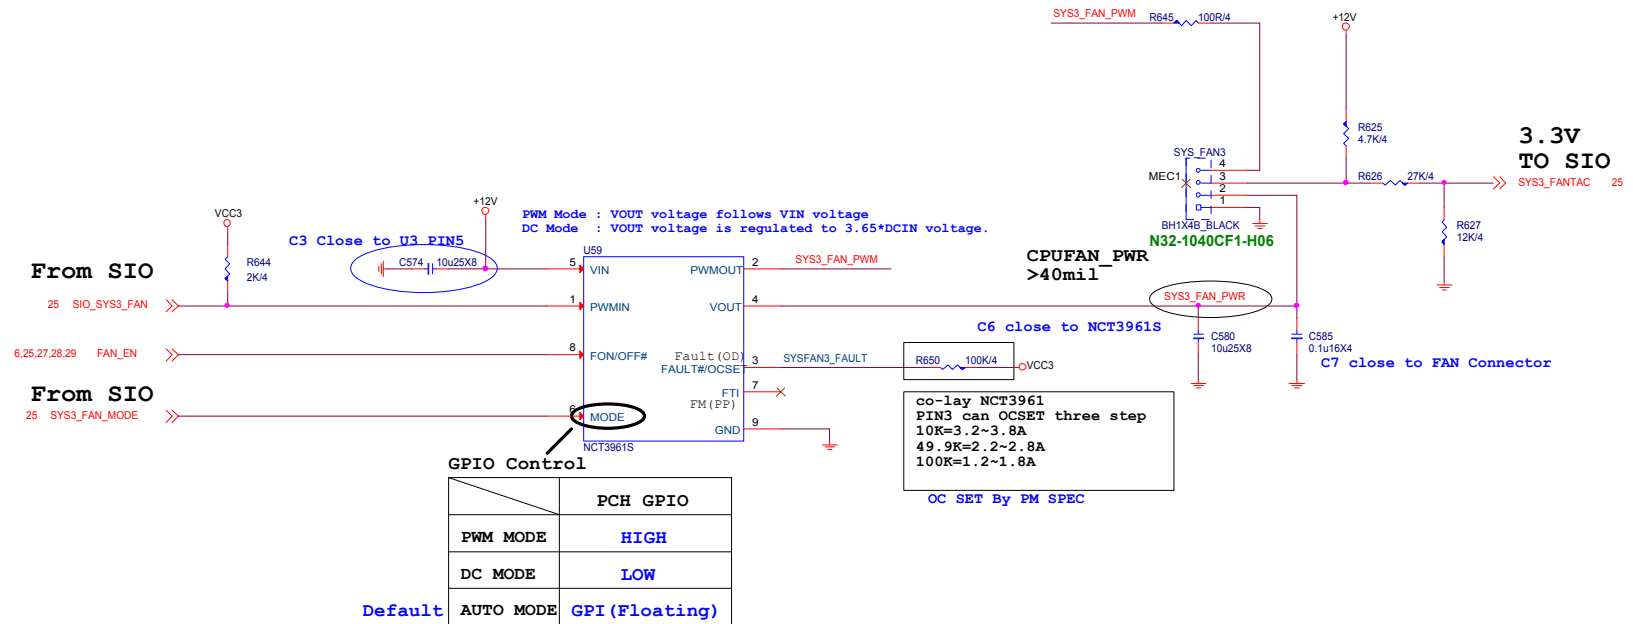 SYS3_FAN_PWM
R645
100R/4
+12V
R625
4.7K/4
3.3V
TO SIO
SYS_FAN3
4
3
2
1
MEC1
R626
27K/4
SYS3_FANTAC
25
BH1X4B_BLACK
N32-1040CF1-H06
R627
12K/4
VCC3
+12V
PWM Mode : VOUT voltage follows VIN voltage
DC Mode  : VOUT voltage is regulated to 3.65*DCIN voltage.
C3 Close to U3 PIN5
U59
CPUFAN_PWR
>40mil
From SIO
R644
2K/4
C574
10u25X8
5
VIN
PWMOUT
2
SYS3_FAN_PWM
25
SIO_SYS3_FAN
1
PWMIN
VOUT
4
SYS3_FAN_PWR
C6 close to NCT3961S
C580
10u25X8
C585
0.1u16X4
C7 close to FAN Connector
6,25,27,28,29
FAN_EN
8
FON/OFF#
Fault(OD)
FAULT#/OCSET
3
SYSFAN3_FAULT
R650
100K/4
VCC3
From SIO
FTI
7
FM(PP)
25
SYS3_FAN_MODE
6
MODE
GND
9
NCT3961S
co-lay NCT3961
PIN3 can OCSET three step
10K=3.2~3.8A
49.9K=2.2~2.8A
100K=1.2~1.8A
OC SET By PM SPEC
GPIO Control
PCH GPIO
PWM MODE
HIGH
DC MODE
LOW
Default
AUTO MODE
GPI(Floating)